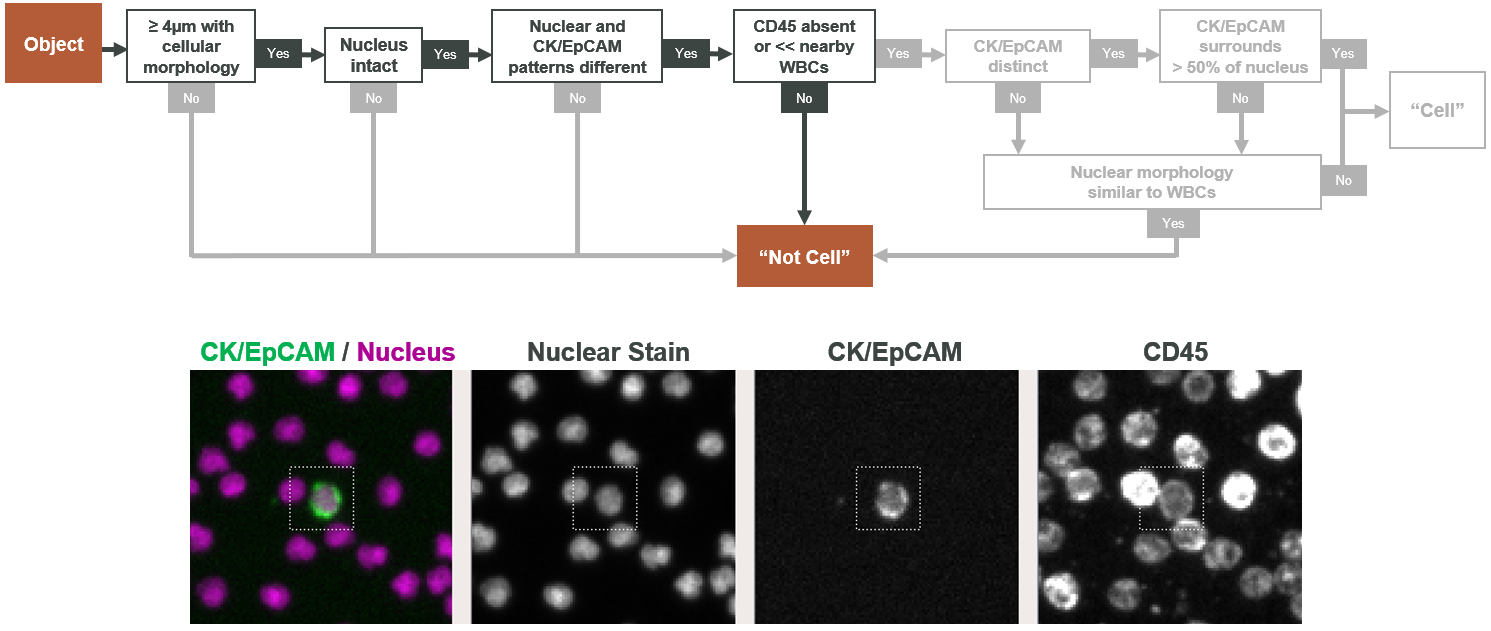 Object
≥ 4μm with
cellular
morphology
Yes
No
Nucleus
intact
Yes
No
Nuclear and
CK/EpCAM
patterns different
Yes
No
CD45 absent
or << nearby
WBCs
Yes
No
CK/EpCAM
distinct
Yes
No
CK/EpCAM
surrounds
> 50% of nucleus
Yes
No
“Cell”
Nuclear morphology
similar to WBCs
No
Yes
“Not Cell”
CK/EpCAM / Nucleus
Nuclear Stain
CK/EpCAM
CD45